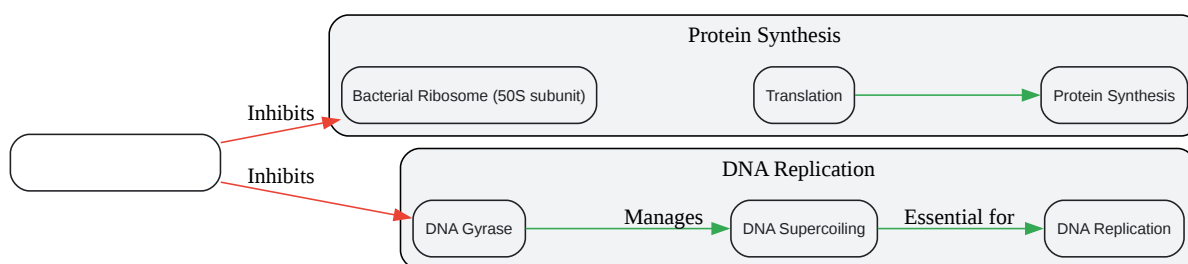 Protein Synthesis
Bacterial Ribosome (50S subunit)
Translation
Protein Synthesis
Inhibits
Inhibits
DNA Replication
DNA Gyrase
Manages
DNA Supercoiling
Essential for
DNA Replication